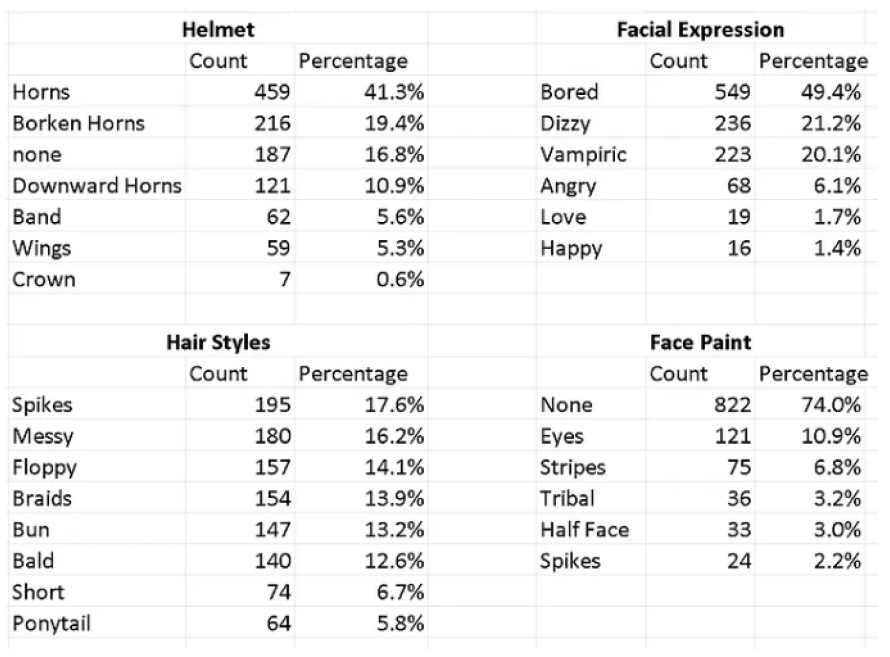 Helmet
Count Percentage
Horns 459 41.3%
Borken Horns 216 19.4%
none 187 16.8%
Downward Horns 121 10.9%
Band 62 5.6%
Wings 59 5.3%
Crown 7 0.6%
Facial Expression
Count Percentage
Bored 549 49.4%
Dizzy 236 21.2%
Vampiric 223 20.1%
Angry 68 6.1%
Love 19 1.7%
Happy 16 1.4%
Hair Styles
Count Percentage
Spikes 195 17.6%
Messy 180 16.2%
Floppy 157 14.1%
Braids 154 13.9%
Bun 147 13.2%
Bald 140 12.6%
Short 74 6.7%
Ponytail 64 5.8%
Face Paint
Count Percentage
None 822 74.0%
Eyes 121 10.9%
Stripes 75 6.8%
Tribal 36 3.2%
Half Face 33 3.0%
Spikes 24 2.2%